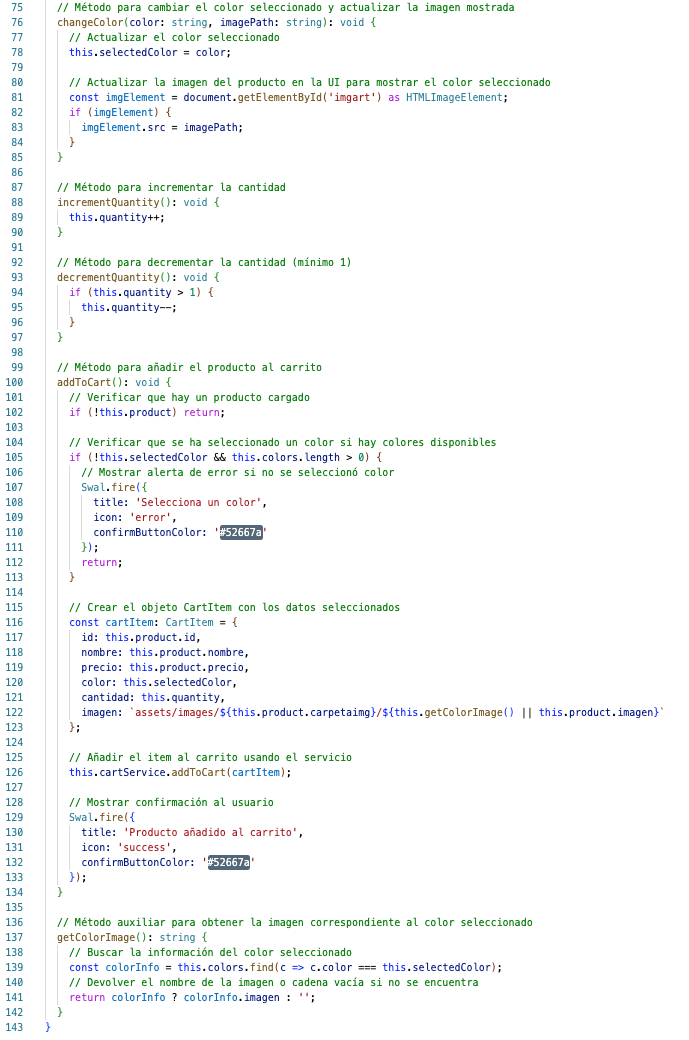 75 // Método para cambiar el color seleccionado y actualizar la imagen mostrada
76 changeColor(color: string, imagePath: string): void {
77 // Actualizar el color seleccionado
78 this.selectedColor = color;
79
80 // Actualizar la imagen del producto en la UI para mostrar el color seleccionado
81 const imgElement = document.getElementById('imgart') as HTMLImageElement;
82 if (imgElement) {
83 imgElement.src = imagePath;
84 }
85 }
86
87 // Método para incrementar la cantidad
88 incrementQuantity(): void {
89 this.quantity++;
90 }
91
92 // Método para decrementar la cantidad (mínimo 1)
93 decrementQuantity(): void {
94 if (this.quantity > 1) {
95 this.quantity--;
96 }
97 }
98
99 // Método para añadir el producto al carrito
100 addToCart(): void {
101 // Verificar que hay un producto cargado
102 if (!this.product) return;
103
104 // Verificar que se ha seleccionado un color si hay colores disponibles
105 if (!this.selectedColor && this.colors.length > 0) {
106 // Mostrar alerta de error si no se seleccionó color
107 Swal.fire({
108 title: 'Selecciona un color',
109 icon: 'error',
110 confirmButtonColor: '#52667a'
111 });
112 return;
113 }
114
115 // Crear el objeto CartItem con los datos seleccionados
116 const cartItem: CartItem = {
117 id: this.product.id,
118 nombre: this.product.nombre,
119 precio: this.product.precio,
120 color: this.selectedColor,
121 cantidad: this.quantity,
122 imagen: `assets/images/${this.product.carpetaimg}/${this.getColorImage() || this.product.imagen}`
123 };
124
125 // Añadir el item al carrito usando el servicio
126 this.cartService.addToCart(cartItem);
127
128 // Mostrar confirmación al usuario
129 Swal.fire({
130 title: 'Producto añadido al carrito',
131 icon: 'success',
132 confirmButtonColor: '#52667a'
133 });
134 }
135
136 // Método auxiliar para obtener la imagen correspondiente al color seleccionado
137 getColorImage(): string {
138 // Buscar la información del color seleccionado
139 const colorInfo = this.colors.find(c => c.color === this.selectedColor);
140 // Devolver el nombre de la imagen o cadena vacía si no se encuentra
141 return colorInfo ? colorInfo.imagen : '';
142 }
143 }